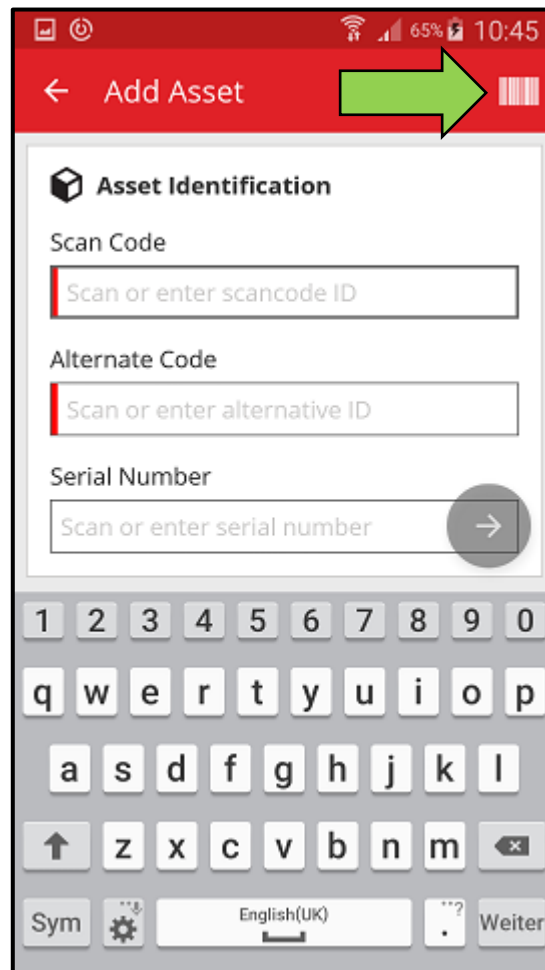 65% 10:45
Add Asset
Asset Identification
Scan Code
Scan or enter scancode ID
Alternate Code
Scan or enter alternative ID
Serial Number
Scan or enter serial number
1 2 3 4 5 6 7 8 9 0
q w e r t y u i o p
a s d f g h j k l
z x c v b n m
Sym English(UK) . ? Weiter